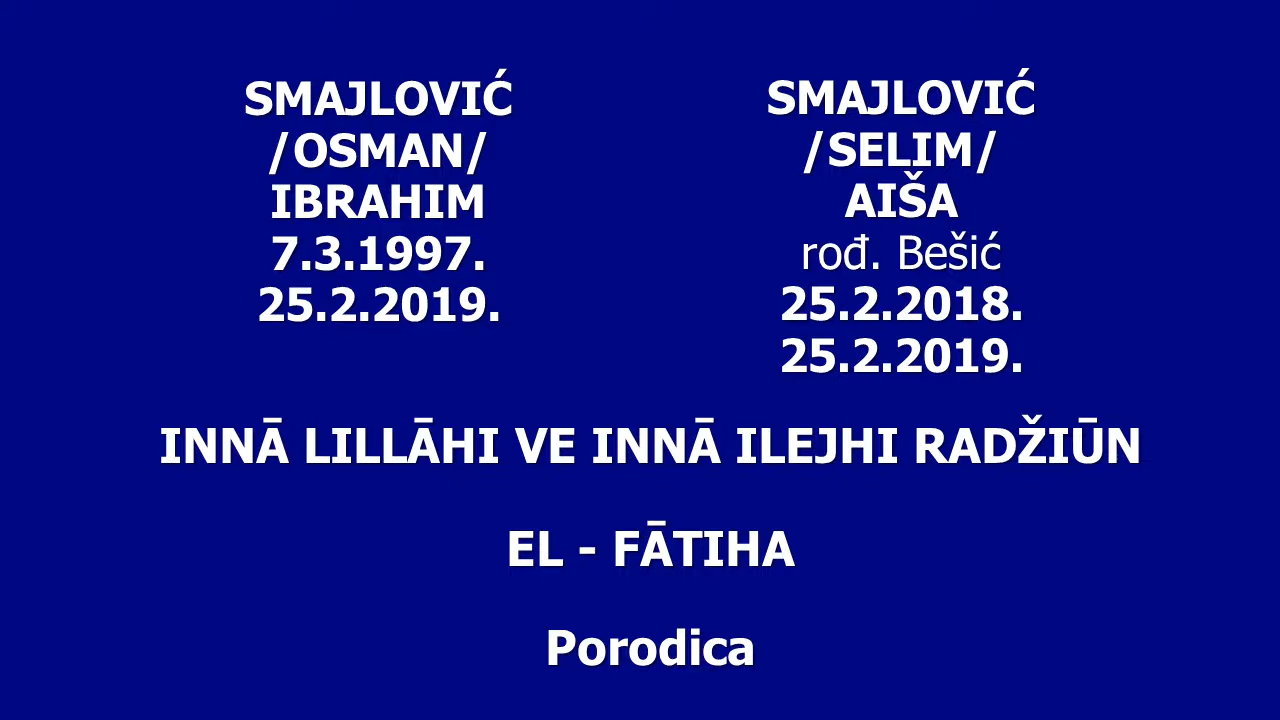 SMAJLOVIĆ
/OSMAN/
IBRAHIM
7.3.1997.
25.2.2019.
SMAJLOVIĆ
/SELIM/
AIŠA
rođ. Bešić
25.2.2018.
25.2.2019.
INNĀ LILLĀHI VE INNĀ ILEJHI RADŽIŪN
EL - FĀTIHA
Porodica